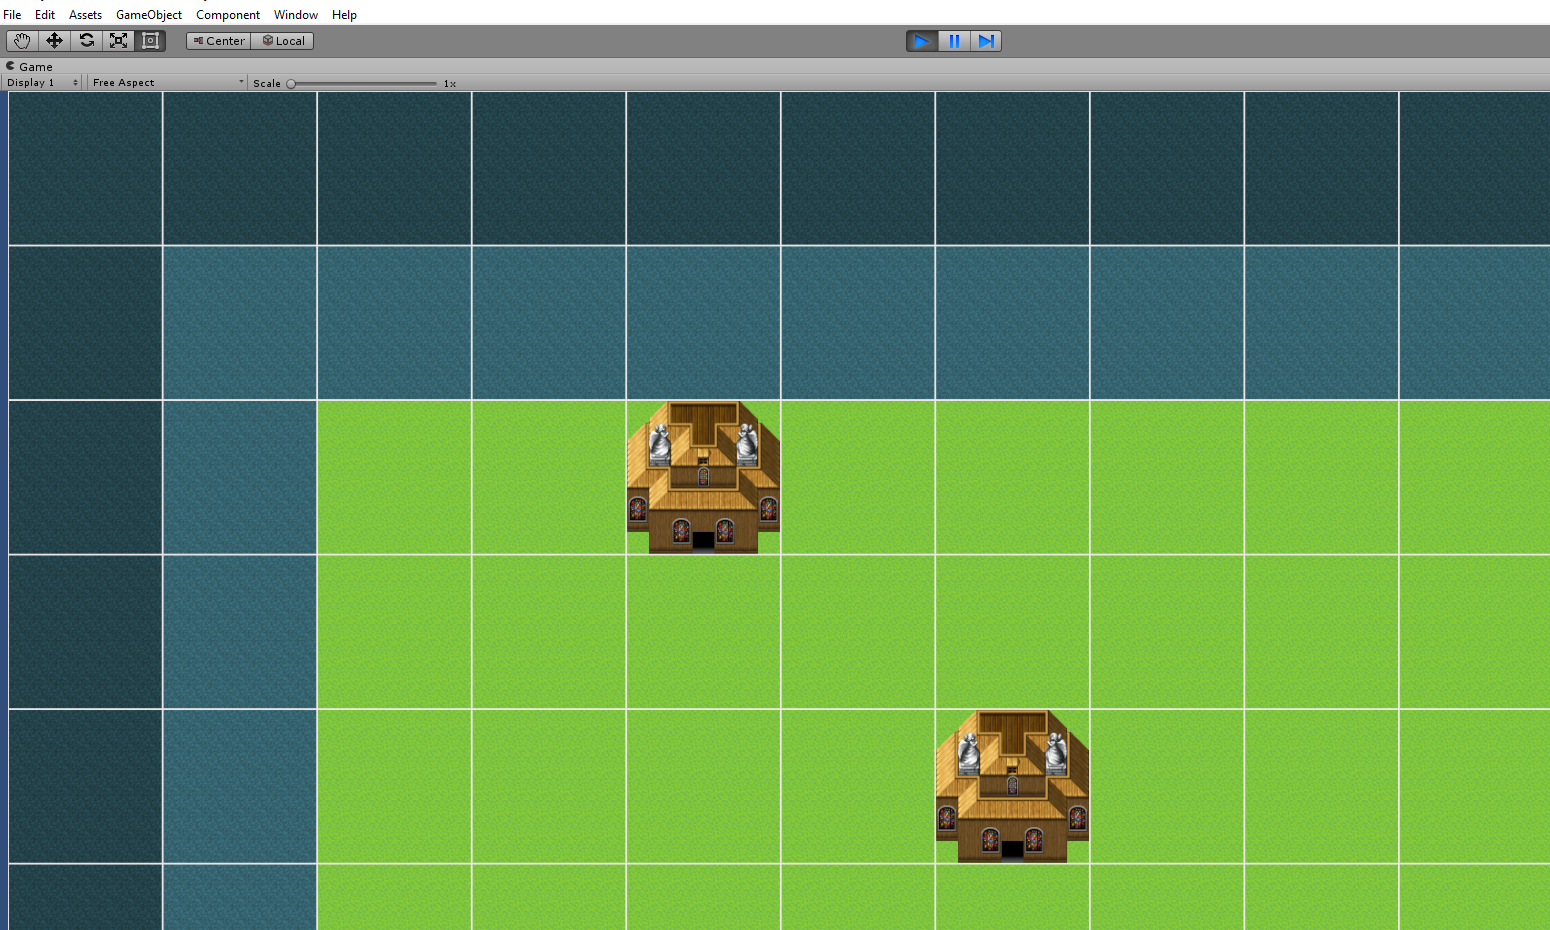 File Edit Assets GameObject Component Window Help
Center Local
Game
Display 1 Free Aspect Scale 1x